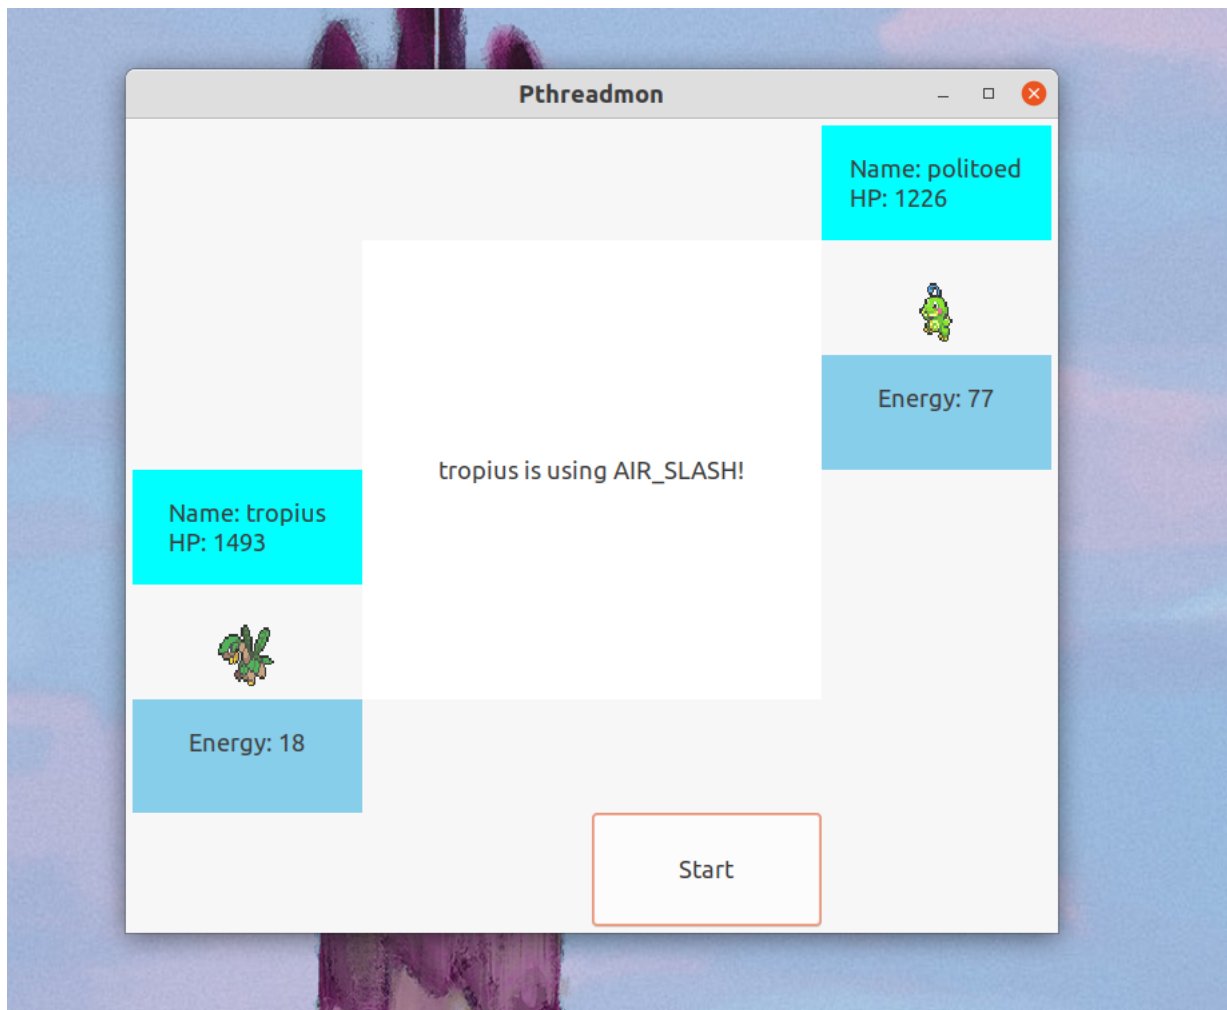 Pthreadmon
Name: politoed
HP: 1226
Energy: 77
tropius is using AIR_SLASH!
Name: tropius
HP: 1493
Energy: 18
Start